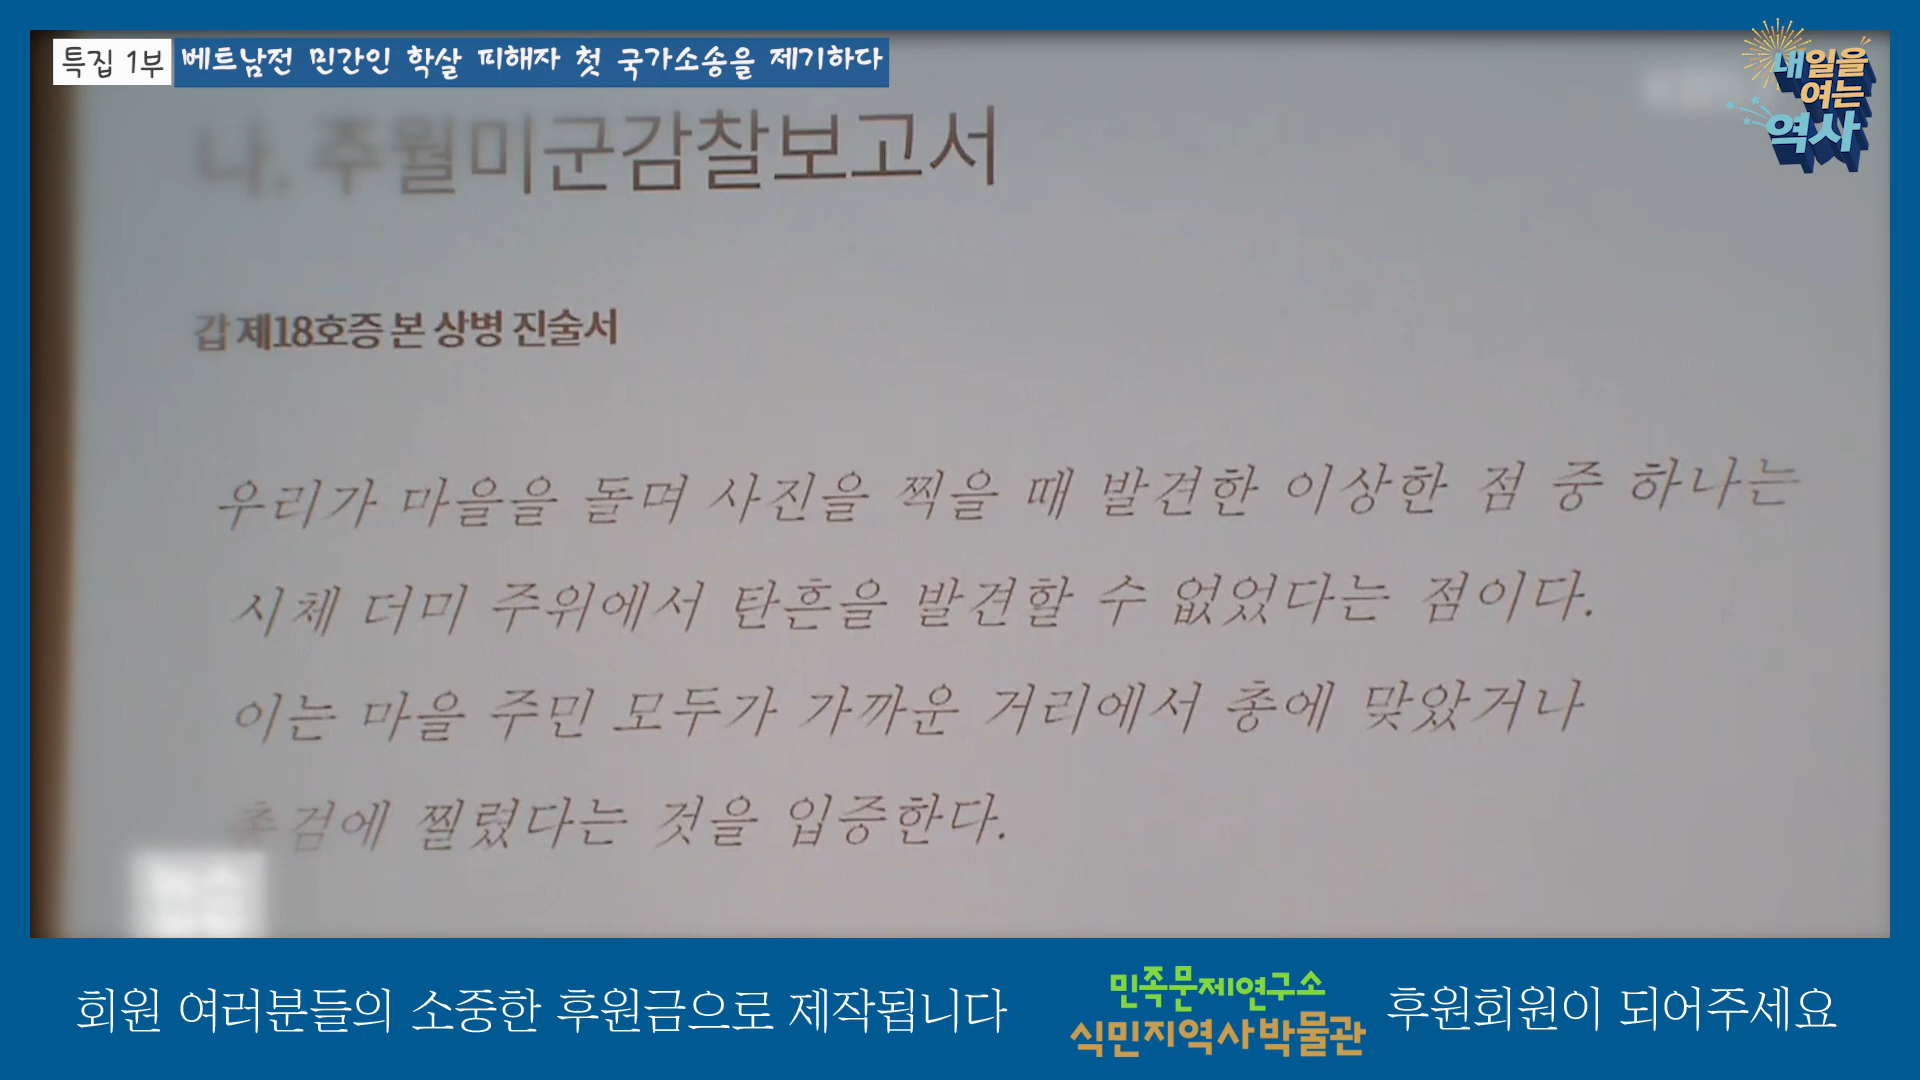 특집 1부 베트남전 민간인 학살 피해자 첫 국가소송을 제기하다
내일을
여는
역사
나. 주월미군감찰보고서
갑 제18호증 본 상병 진술서
우리가 마을을 돌며 사진을 찍을 때 발견한 이상한 점 중 하나는
시체 더미 주위에서 탄흔을 발견할 수 없었다는 점이다.
이는 마을 주민 모두가 가까운 거리에서 총에 맞았거나
총검에 찔렸다는 것을 입증한다.
회원 여러분들의 소중한 후원금으로 제작됩니다
민족문제연구소
식민지역사박물관
후원회원이 되어주세요